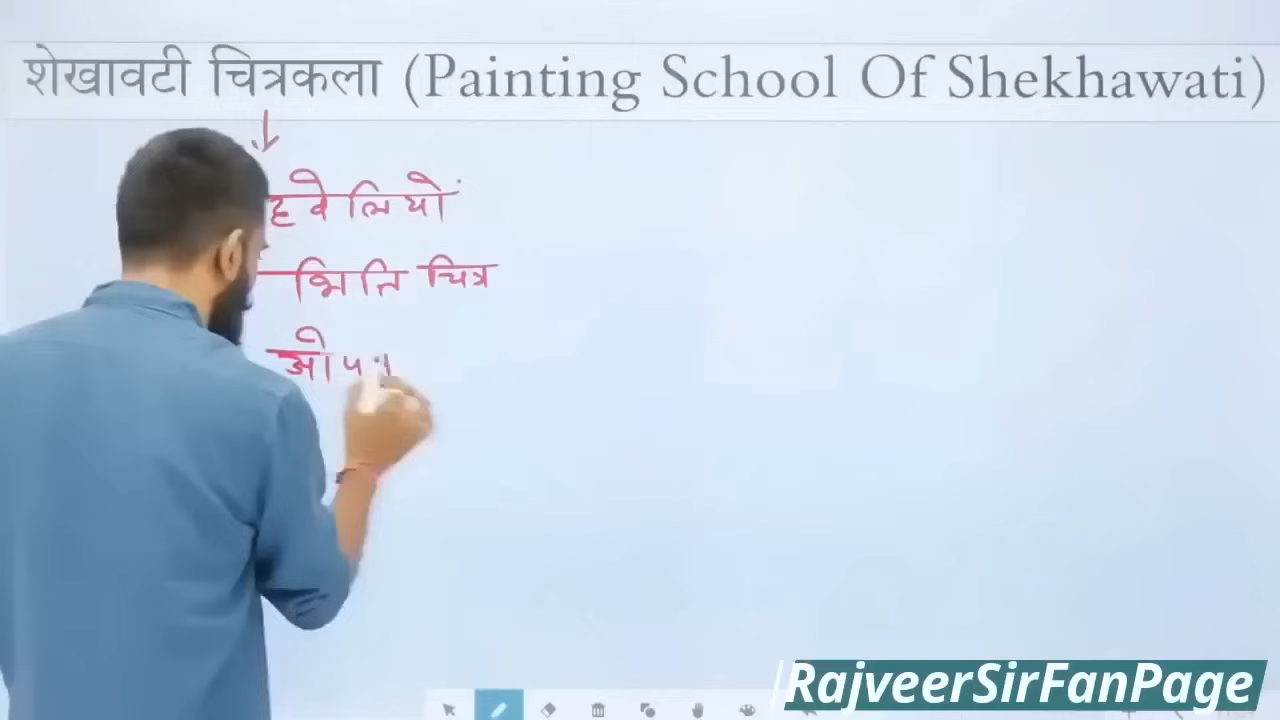 शेखावटी चित्रकला (Painting School Of Shekhawati)
हवेलियों
भित्ति चित्र
RajveerSirFanPage